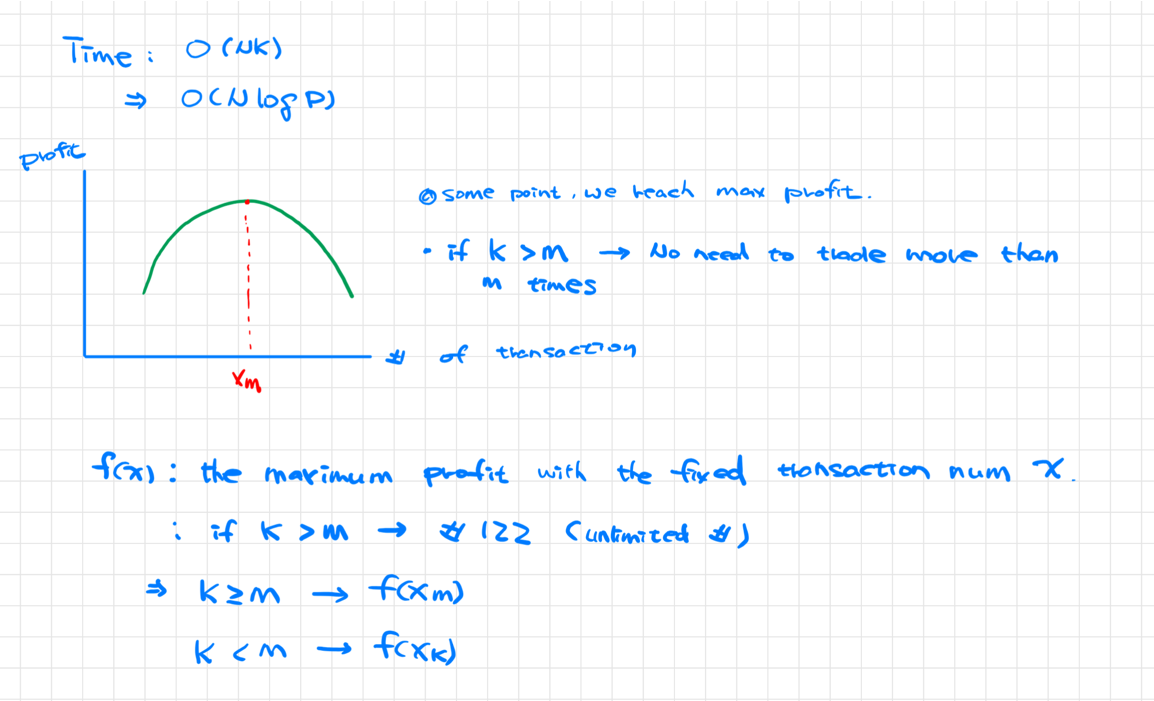 Time : O(NK)
⇒ O(N log P)
profit
@ some point, we reach max profit.
• if k > m → No need to trade more than
m times
# of transaction
xm
f(x) : the maximum profit with the fixed transaction num x.
: if k > m → # 122 (unlimited #)
⇒ k ≥ m → f(xm)
k < m → f(xk)